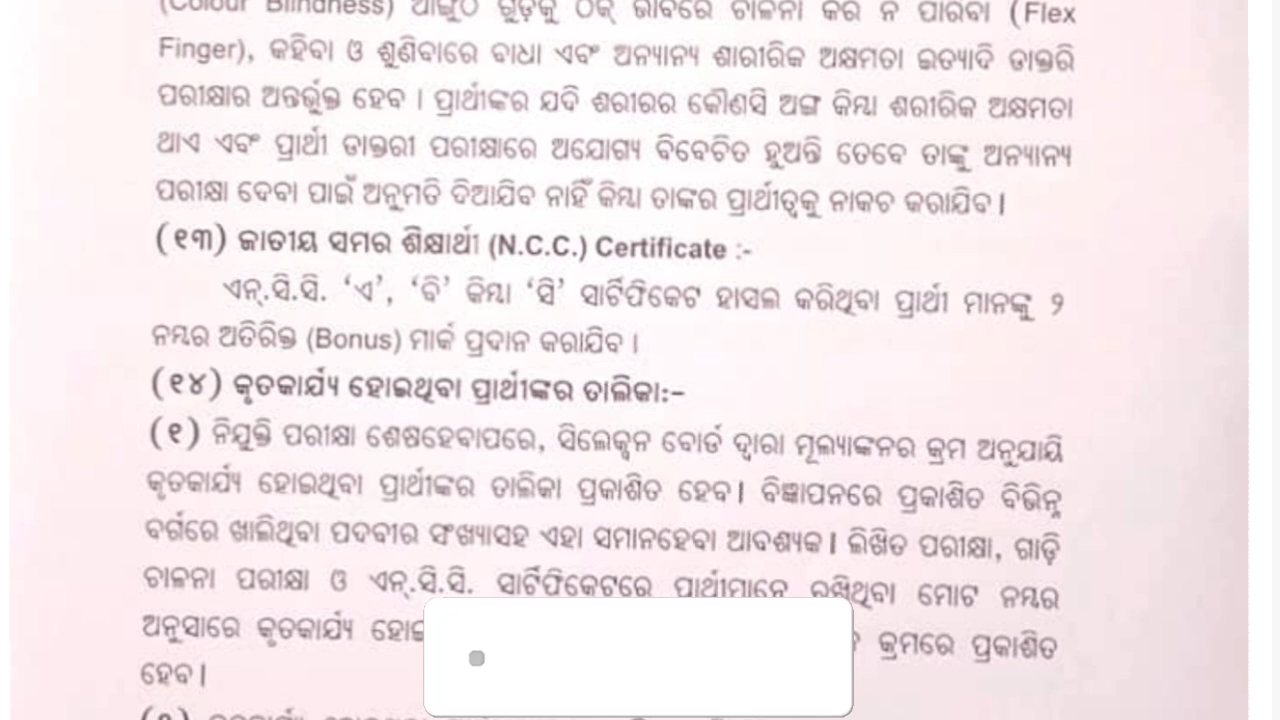 (Colour Blindness) ଆଙ୍ଗୁଠି ଗୁଡ଼ିକୁ ଠିକ୍ ଭାବରେ ଚାଳନା କରି ନ ପାରିବା (Flex
Finger), କହିବା ଓ ଶୁଣିବାରେ ବାଧା ଏବଂ ଅନ୍ୟାନ୍ୟ ଶାରୀରିକ ଅକ୍ଷମତା ଇତ୍ୟାଦି ଡାକ୍ତରି
ପରୀକ୍ଷାର ଅନ୍ତର୍ଭୁକ୍ତ ହେବ । ପ୍ରାର୍ଥୀଙ୍କର ଯଦି ଶରୀରର କୌଣସି ଅଙ୍ଗ କିମ୍ବା ଶରୀରିକ ଅକ୍ଷମତା
ଥାଏ ଏବଂ ପ୍ରାର୍ଥୀ ଡାକ୍ତରୀ ପରୀକ୍ଷାରେ ଅଯୋଗ୍ୟ ବିବେଚିତ ହୁଅନ୍ତି ତେବେ ତାଙ୍କୁ ଅନ୍ୟାନ୍ୟ
ପରୀକ୍ଷା ଦେବା ପାଇଁ ଅନୁମତି ଦିଆଯିବ ନାହିଁ କିମ୍ବା ତାଙ୍କର ପ୍ରାର୍ଥୀତ୍ୱକୁ ନାକଚ କରାଯିବ ।
(୧୩) ଜାତୀୟ ସମର ଶିକ୍ଷାର୍ଥୀ (N.C.C.) Certificate :-
ଏନ୍.ସି.ସି. ‘ଏ’, ‘ବି’ କିମ୍ବା ‘ସି’ ସାର୍ଟିଫିକେଟ ହାସଲ କରିଥିବା ପ୍ରାର୍ଥୀ ମାନଙ୍କୁ ୨
ନମ୍ବର ଅତିରିକ୍ତ (Bonus) ମାର୍କ ପ୍ରଦାନ କରାଯିବ ।
(୧୪) କୃତକାର୍ଯ୍ୟ ହୋଇଥିବା ପ୍ରାର୍ଥୀଙ୍କର ତାଲିକା:-
(୧) ନିଯୁକ୍ତି ପରୀକ୍ଷା ଶେଷହେବାପରେ, ସିଲେକ୍ସନ ବୋର୍ଡ ଦ୍ୱାରା ମୂଲ୍ୟାଙ୍କନର କ୍ରମ ଅନୁଯାୟି
କୃତକାର୍ଯ୍ୟ ହୋଇଥିବା ପ୍ରାର୍ଥୀଙ୍କର ତାଲିକା ପ୍ରକାଶିତ ହେବ । ବିଜ୍ଞାପନରେ ପ୍ରକାଶିତ ବିଭିନ୍ନ
ବର୍ଗରେ ଖାଲିଥିବା ପଦବୀର ସଂଖ୍ୟାସହ ଏହା ସମାନହେବା ଆବଶ୍ୟକ । ଲିଖିତ ପରୀକ୍ଷା, ଗାଡ଼ି
ଚାଳନା ପରୀକ୍ଷା ଓ ଏନ୍.ସି.ସି. ସାର୍ଟିଫିକେଟରେ ପ୍ରାର୍ଥୀମାନେ ରଖିଥିବା ମୋଟ ନମ୍ବର
ଅନୁସାରେ କୃତକାର୍ଯ୍ୟ କ୍ରମରେ ପ୍ରକାଶିତ
ହେବ ।